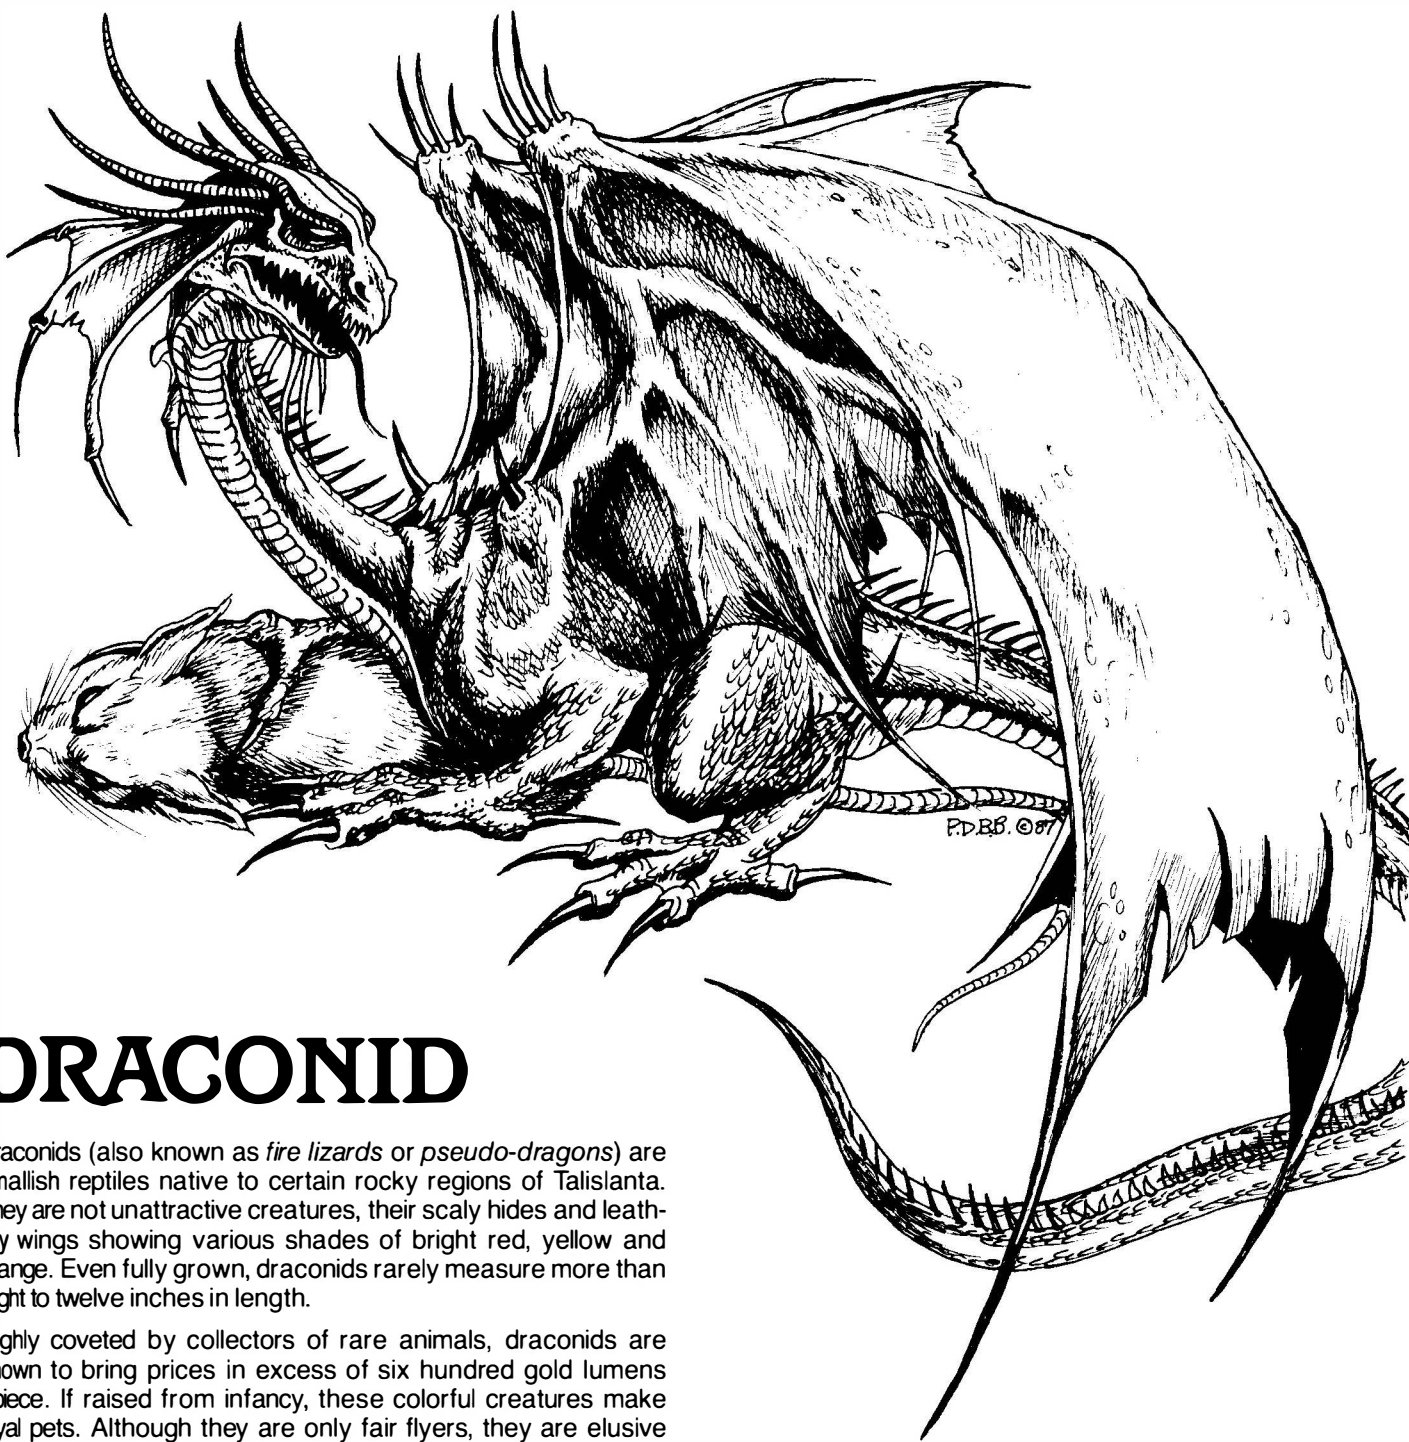 P.D.B.B. © 87
DRACONID
raconids (also known as fire lizards or pseudo-dragons) are
mallish reptiles native to certain rocky regions of Talislanta.
hey are not unattractive creatures, their scaly hides and leath-
y wings showing various shades of bright red, yellow and
ange. Even fully grown, draconids rarely measure more than
ght to twelve inches in length.
ghly coveted by collectors of rare animals, draconids are
nown to bring prices in excess of six hundred gold lumens
piece. If raised from infancy, these colorful creatures make
yal pets. Although they are only fair flyers, they are elusive